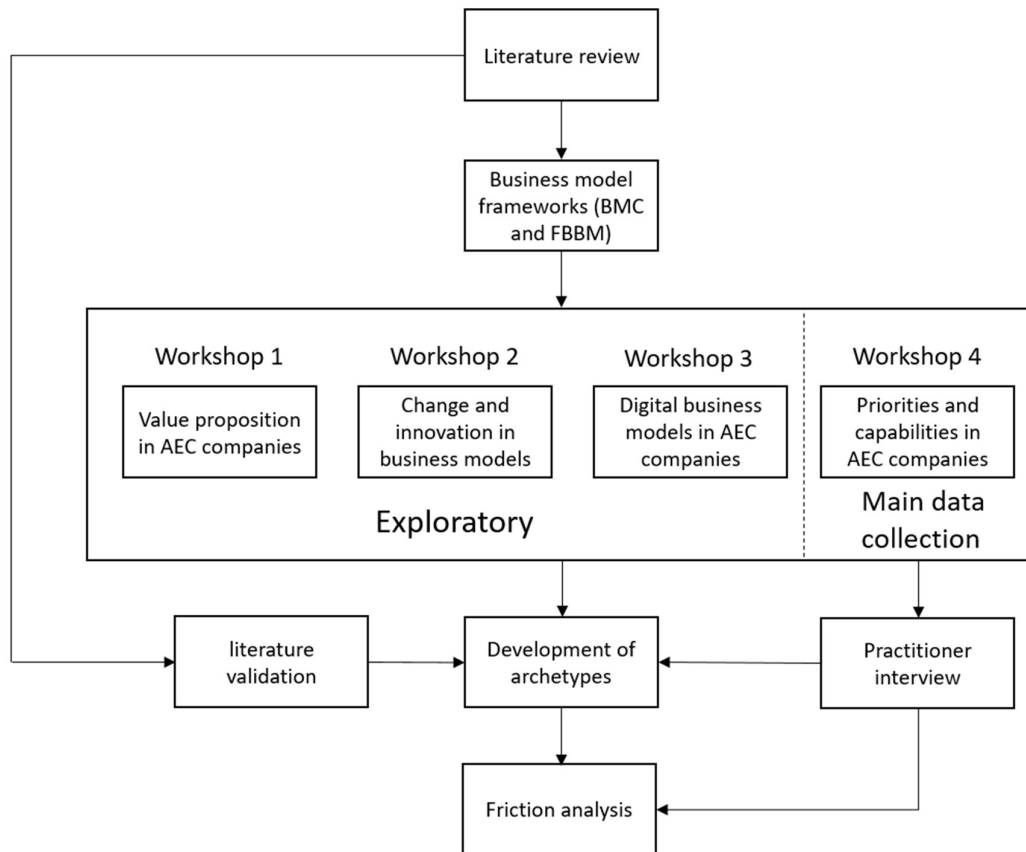 Literature review
Business model
frameworks (BMC
and FBBM)
Workshop 1
Workshop 2
Workshop 3
Workshop 4
Value proposition
in AEC companies
Change and
innovation in
business models
Digital business
models in AEC
companies
Priorities and
capabilities in
AEC companies
Exploratory
Main data
collection
literature
validation
Development of
archetypes
Practitioner
interview
Friction analysis